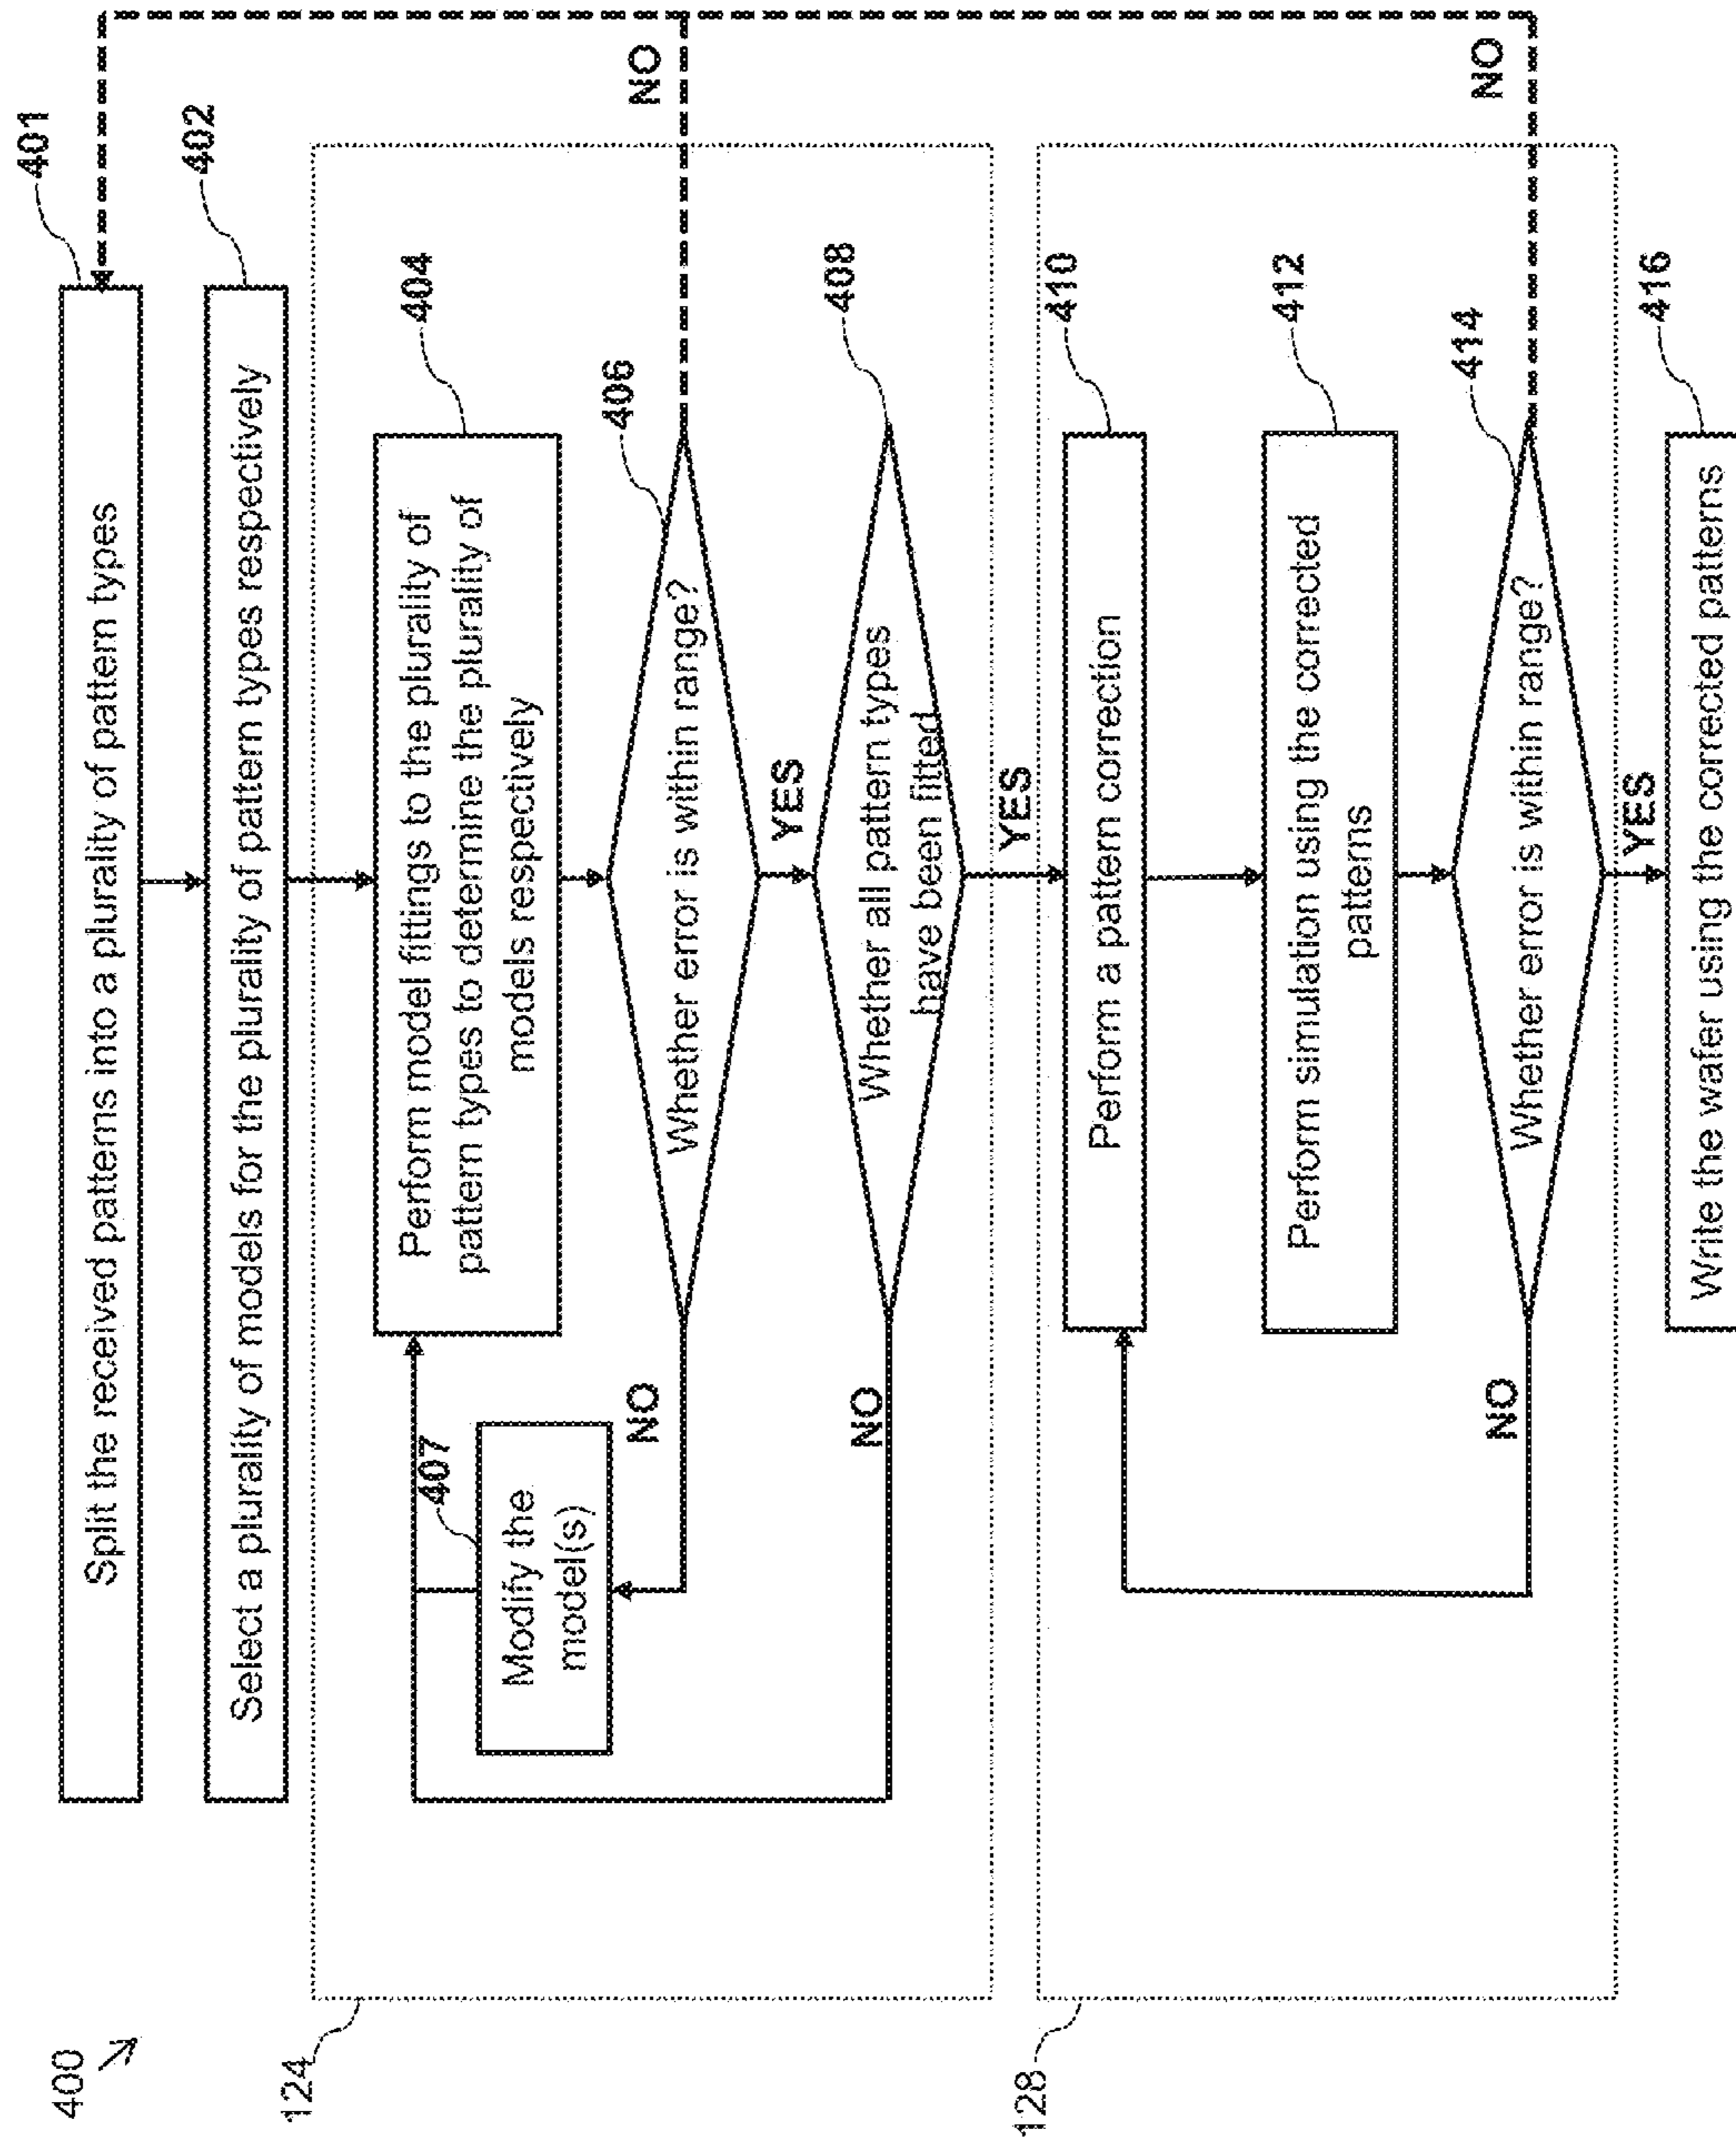 400
401
Split the received patterns into a plurality of pattern types
402
Select a plurality of models for the plurality of pattern types respectively
124
404
Perform model fittings to the plurality of
pattern types to determine the plurality of
models respectively
407
Modify the
model(s)
406
Whether error is within range?
NO
NO
YES
408
Whether all pattern types
have been fitted
NO
YES
128
410
Perform a pattern correction
412
Perform simulation using the corrected
patterns
414
Whether error is within range?
NO
NO
YES
416
Write the wafer using the corrected patterns